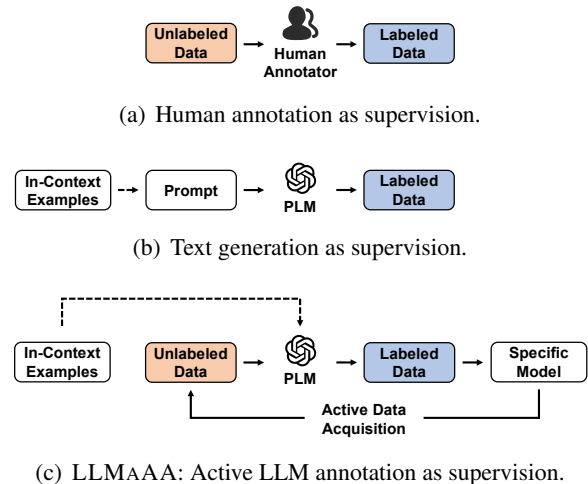 Unlabeled
Data
Human
Annotator
Labeled
Data
(a) Human annotation as supervision.
In-Context
Examples
Prompt
PLM
Labeled
Data
(b) Text generation as supervision.
In-Context
Examples
Unlabeled
Data
PLM
Labeled
Data
Specific
Model
Active Data
Acquisition
(c) LLMAAA: Active LLM annotation as supervision.